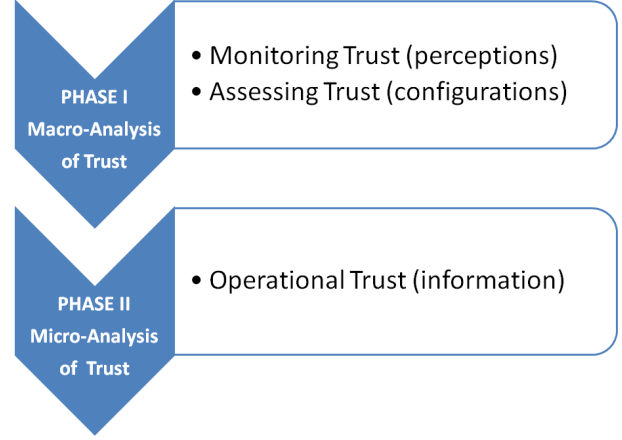 PHASE I
Macro-Analysis
of Trust
• Monitoring Trust (perceptions)
• Assessing Trust (configurations)
PHASE II
Micro-Analysis
of Trust
• Operational Trust (information)